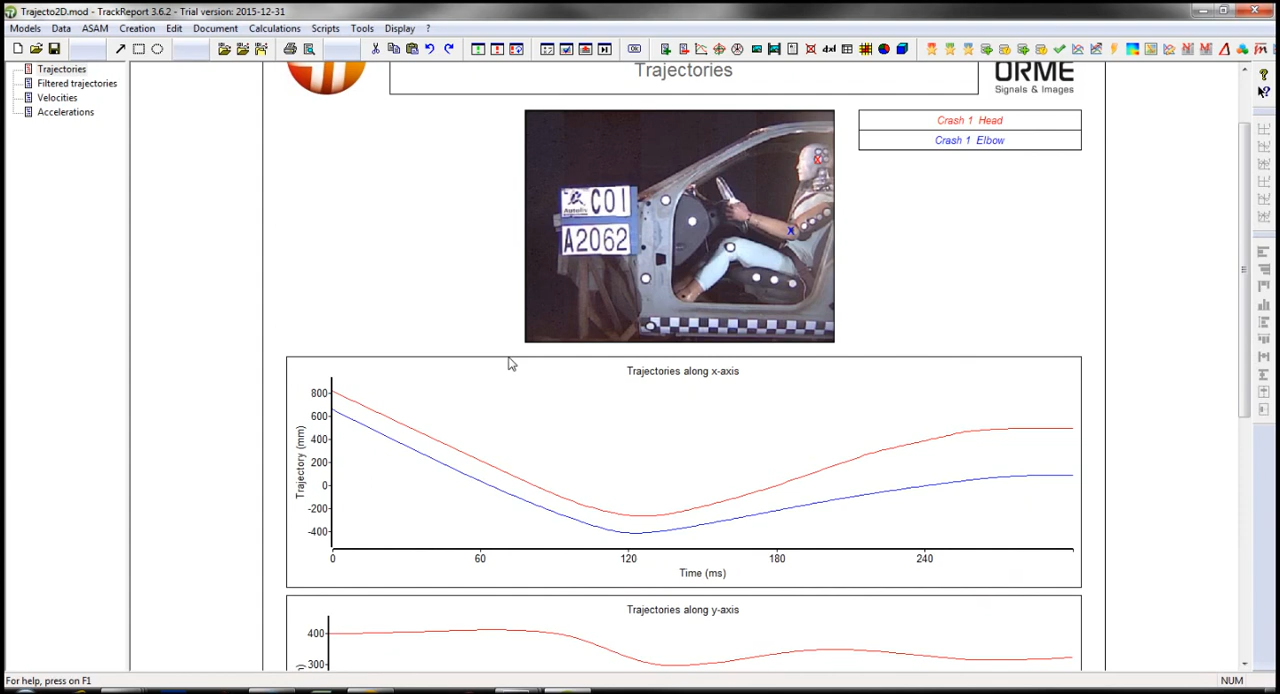 Trajecto2D.mod - TrackReport 3.6.2 - Trial version: 2015-12-31
Models Data ASAM Creation Edit Document Calculations Scripts Tools Display ?
Trajectories
Filtered trajectories
Velocities
Accelerations
Trajectories
ORME
Signals & Images
Crash 1 Head
Crash 1 Elbow
Autoliv
C01
A2062
Trajectories along x-axis
Trajectory (mm)
800
600
400
200
0
-200
-400
0 60 120 180 240
Time (ms)
Trajectories along y-axis
400
300
For help, press on F1
NUM